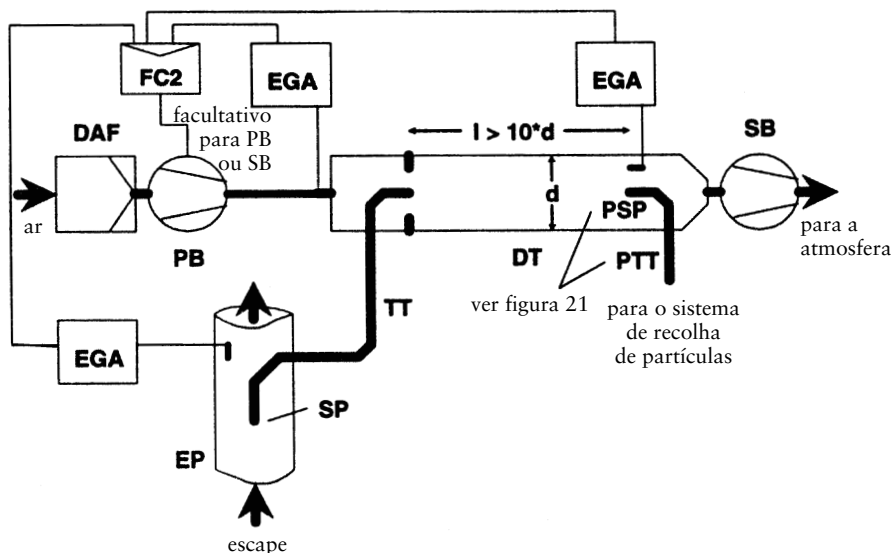 FC2
EGA
EGA
facultativo
para PB
ou SB
DAF
l > 10*d
SB
d
PSP
ar
PB
DT
PTT
para a
atmosfera
TT
ver figura 21
para o sistema
de recolha
de partículas
EGA
SP
EP
escape